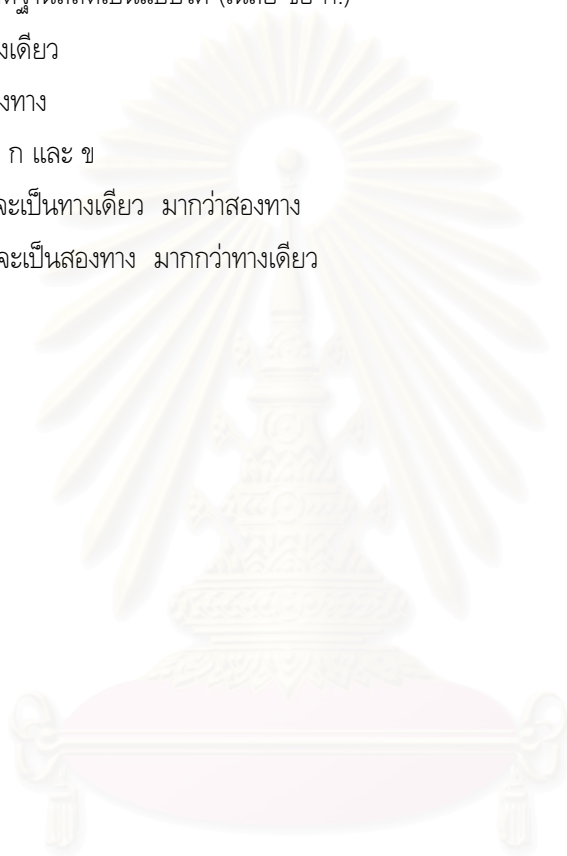 เดียว
งทาง
ก และ ข
จะเป็นทางเดียว มากว่าสองทาง
จะเป็นสองทาง มากกว่าทางเดียว